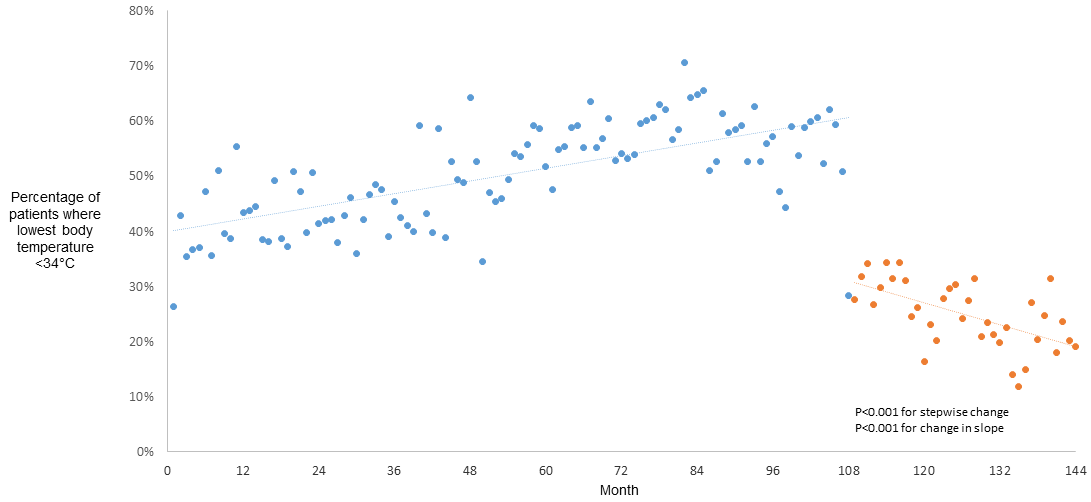 80%
70%
60%
50%
40%
30%
20%
10%
0%
Percentage of
patients where
lowest body
temperature
<34°C
P<0.001 for stepwise change
P<0.001 for change in slope
0 12 24 36 48 60 72 84 96 108 120 132 144
Month